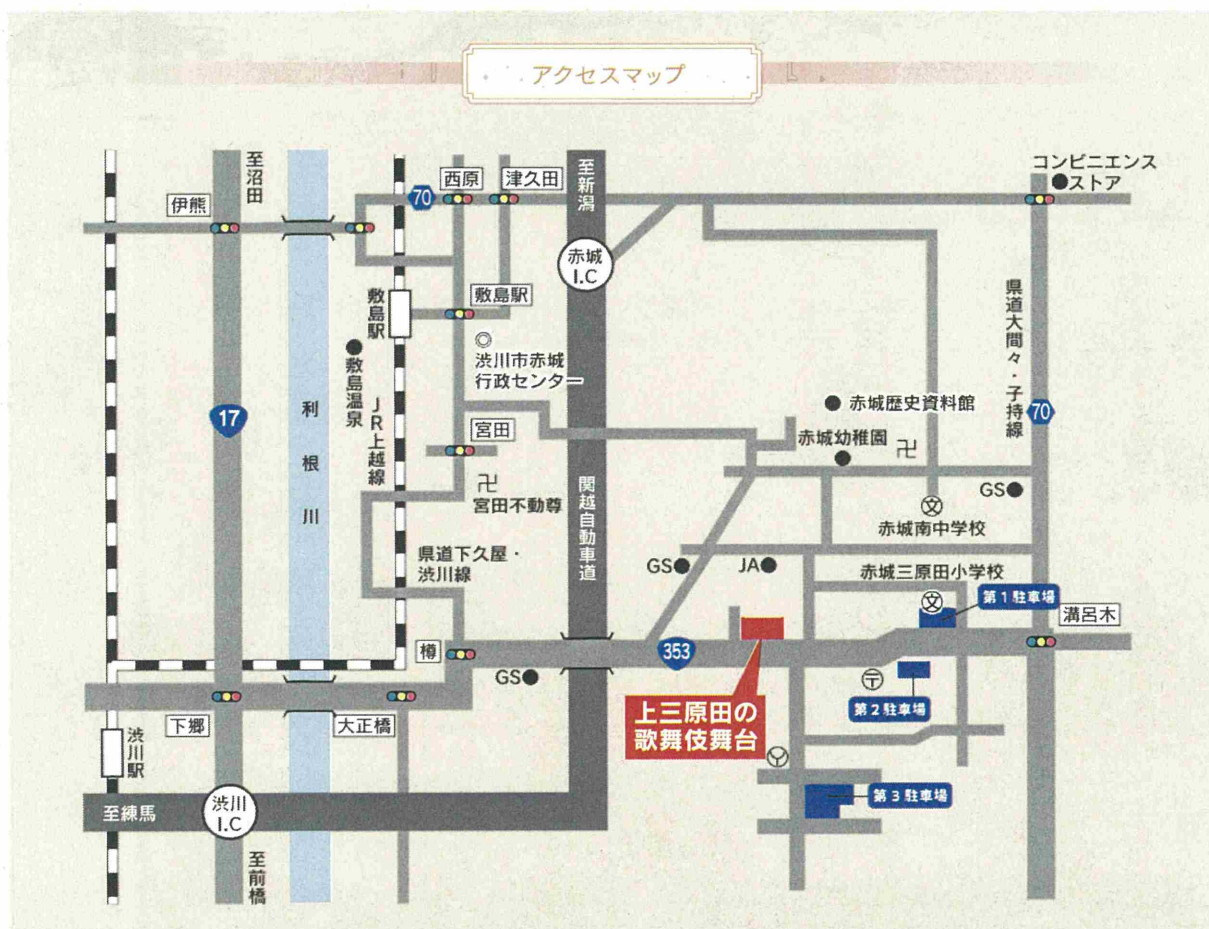 アクセスマップ
至沼田
伊熊
70
西原
津久田
至新潟
コンビニエンス
ストア
赤城
I.C
敷島駅
敷島駅
渋川市赤城
行政センター
敷島温泉
JR上越線
17
利根川
宮田
宮田不動尊
関越自動車道
県道大間々・子持線
70
赤城歴史資料館
赤城幼稚園
GS
文
赤城南中学校
県道下久屋・
渋川線
GS
JA
赤城三原田小学校
文
第1駐車場
溝呂木
樽
353
GS
上三原田の
歌舞伎舞台
第2駐車場
下郷
大正橋
渋川駅
第3駐車場
至練馬
渋川
I.C
至前橋